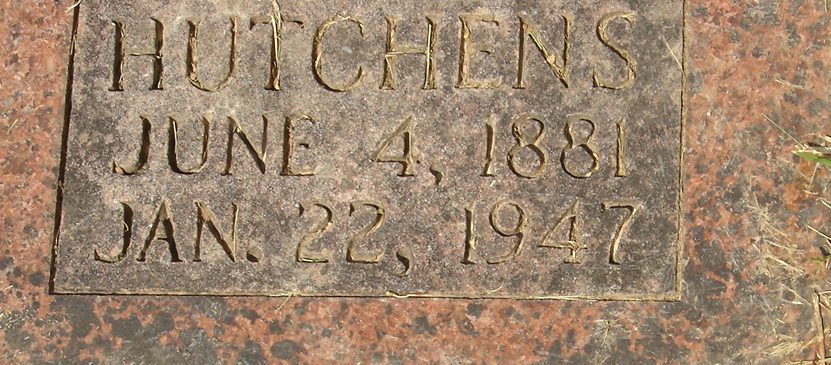 HUTCHENS
JUNE 4, 1881
JAN. 22, 1947